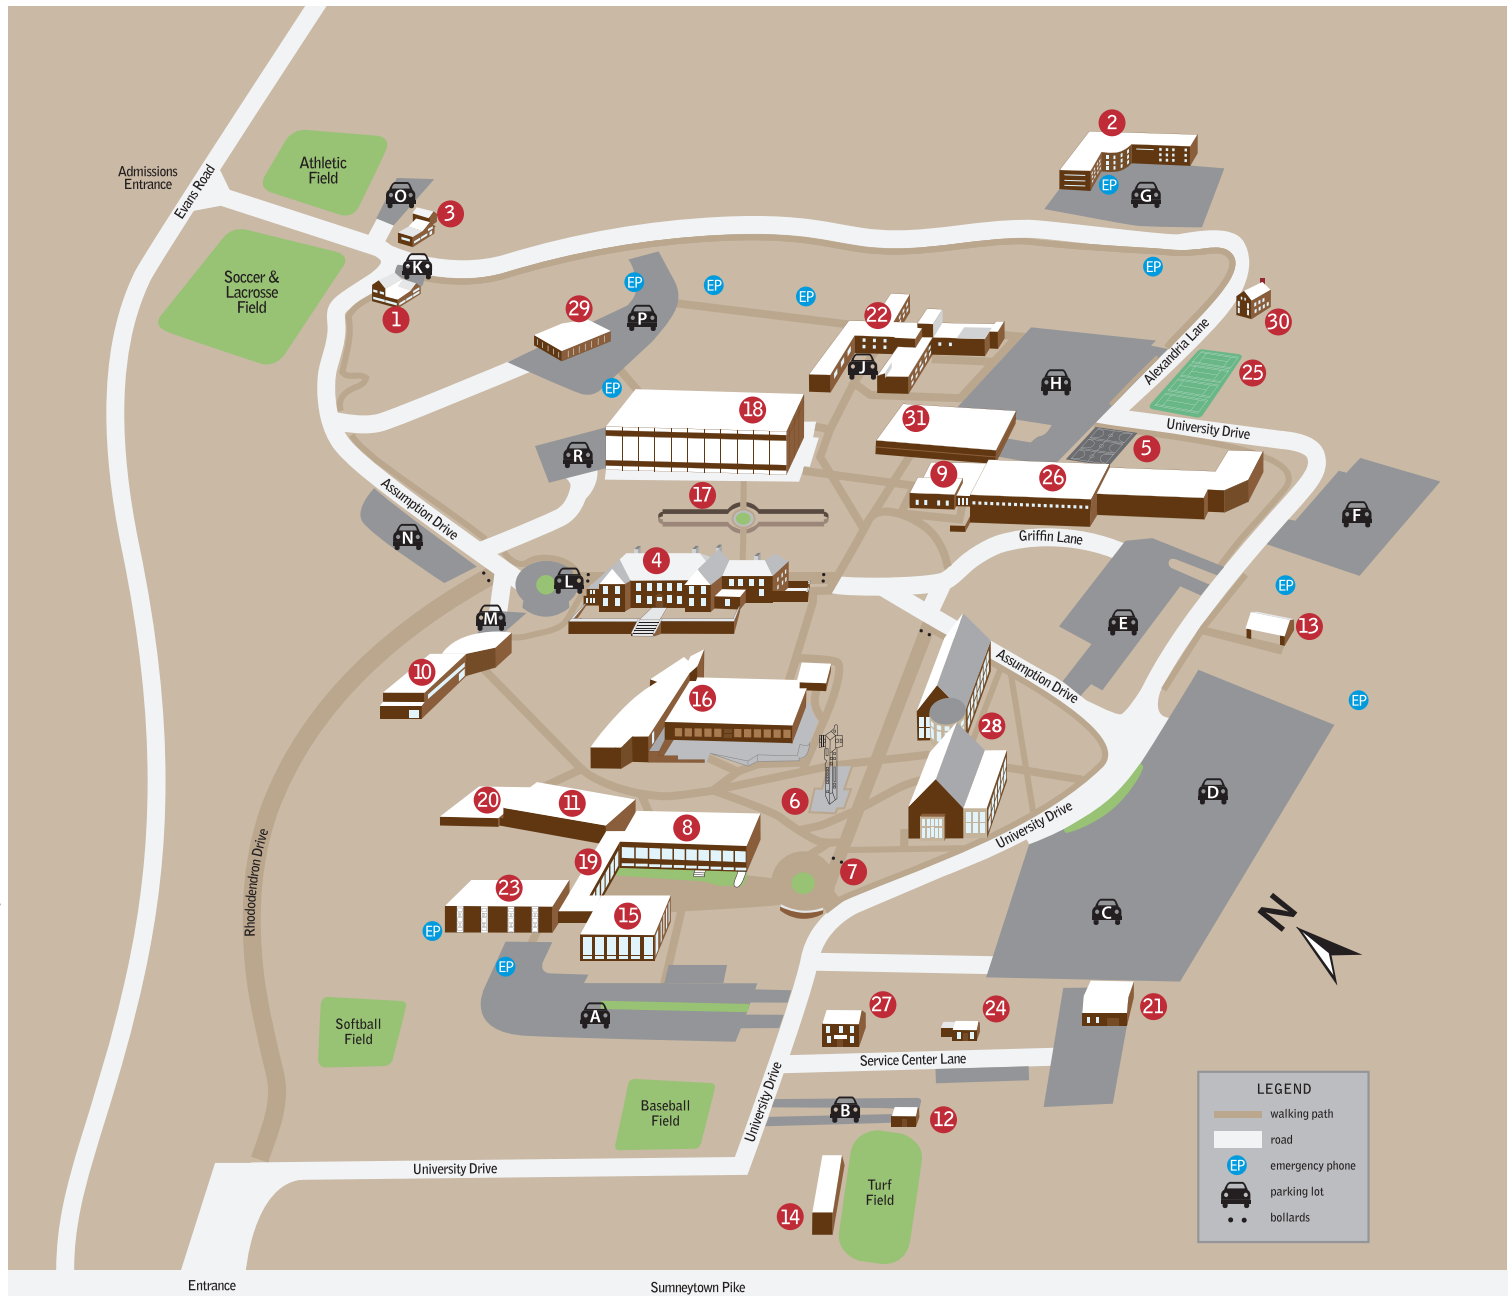 2
Athletic
Field
Admissions
Entrance
Evans Road
O
3
EP
G
K
EP
Soccer &
Lacrosse
Field
1
EP
EP
EP
29
P
22
30
Alexandria Lane
J
H
25
EP
18
31
University Drive
R
5
9
26
17
Assumption Drive
F
N
Griffin Lane
4
L
EP
M
E
13
10
Assumption Drive
16
EP
28
D
20
11
6
8
University Drive
19
7
Rhododendron Drive
23
15
C
N
EP
EP
A
27
24
21
Softball
Field
Service Center Lane
University Drive
Baseball
Field
B
12
LEGEND
walking path
road
EP
emergency phone
parking lot
bollards
University Drive
Turf
Field
14
Entrance
Sumneytown Pike